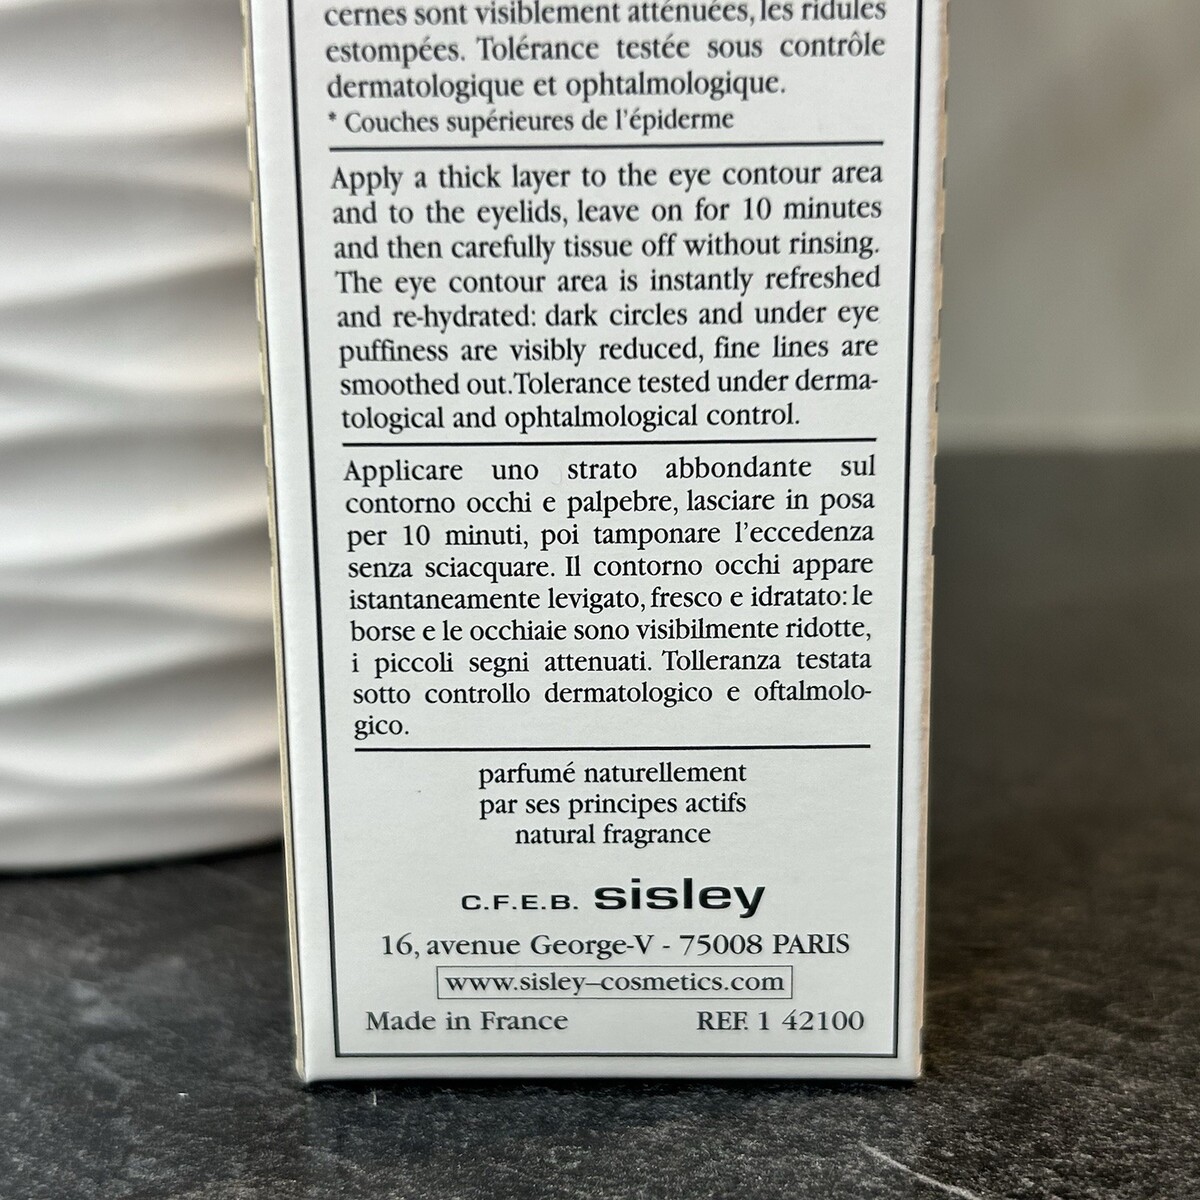 cernes sont visiblement atténuées, les ridules
estompées. Tolérance testée sous contrôle
dermatologique et ophtalmologique.
* Couches supérieures de l'épiderme
Apply a thick layer to the eye contour area
and to the eyelids, leave on for 10 minutes
and then carefully tissue off without rinsing.
The eye contour area is instantly refreshed
and re-hydrated: dark circles and under eye
puffiness are visibly reduced, fine lines are
smoothed out. Tolerance tested under derma-
tological and ophtalmological control.
Applicare uno strato abbondante sul
contorno occhi e palpebre, lasciare in posa
per 10 minuti, poi tamponare l'eccedenza
senza sciacquare. Il contorno occhi appare
istantaneamente levigato, fresco e idratato: le
borse e le occhiaie sono visibilmente ridotte,
i piccoli segni attenuati. Tolleranza testata
sotto controllo dermatologico e oftalmolo-
gico.
parfumé naturellement
par ses principes actifs
natural fragrance
C.F.E.B. sisley
16, avenue George-V - 75008 PARIS
www.sisley–cosmetics.com
Made in France REF. 1 42100